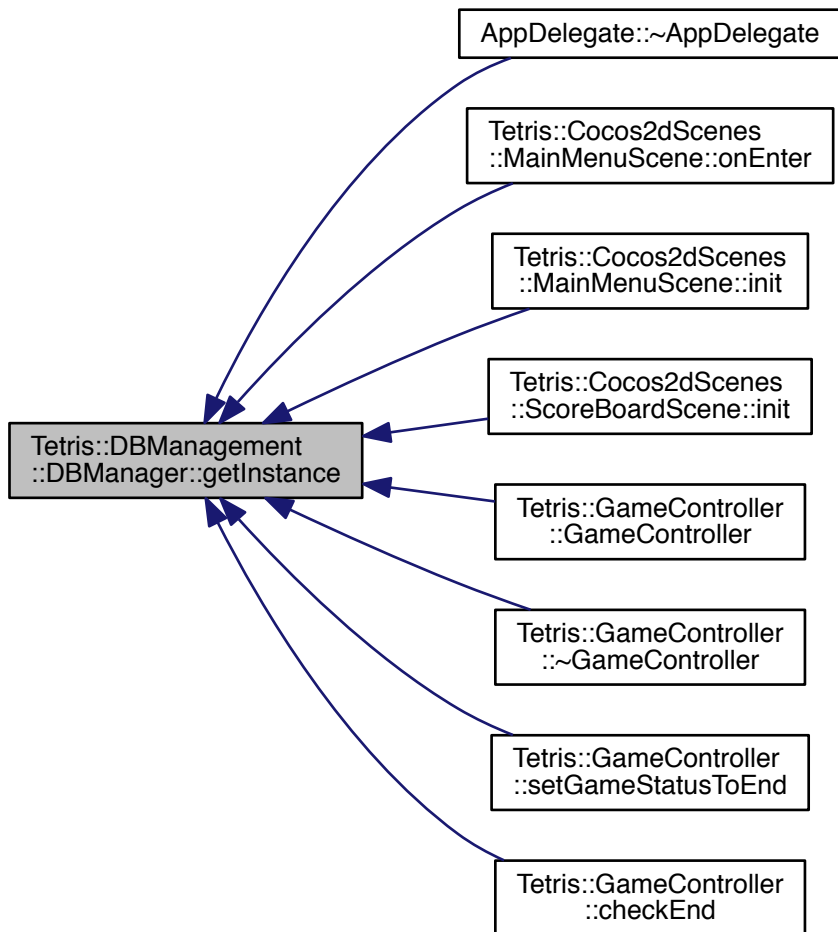 AppDelegate::~AppDelegate
Tetris::Cocos2dScenes
::MainMenuScene::onEnter
Tetris::Cocos2dScenes
::MainMenuScene::init
Tetris::Cocos2dScenes
::ScoreBoardScene::init
Tetris::DBManagement
::DBManager::getInstance
Tetris::GameController
::GameController
Tetris::GameController
::~GameController
Tetris::GameController
::setGameStatusToEnd
Tetris::GameController
::checkEnd